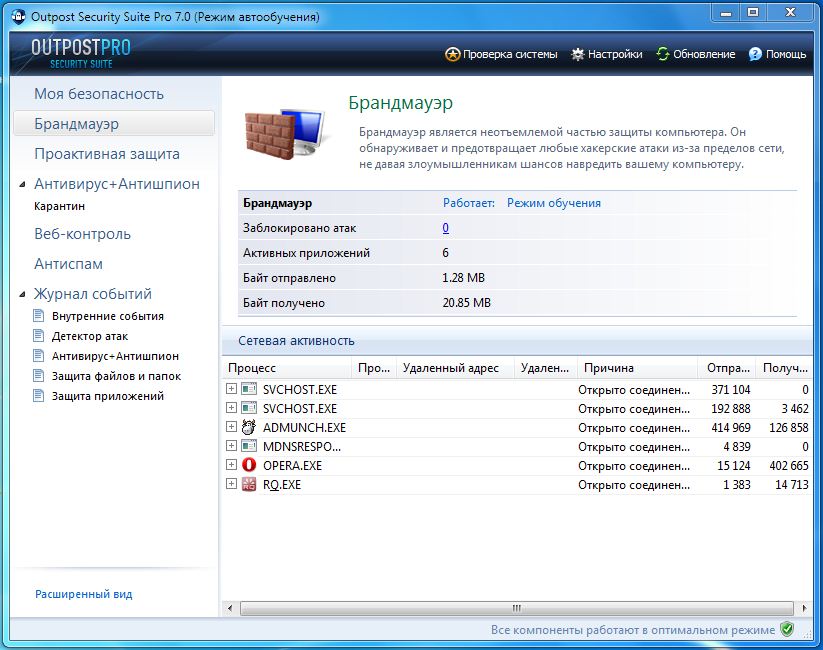 Outpost Security Suite Pro 7.0 (Режим автообучения)
OUTPOSTPRO
SECURITY SUITE
Проверка системы Настройки Обновление Помощь
Моя безопасность
Брандмауэр
Проактивная защита
Антивирус+Антишпион
Карантин
Веб-контроль
Антиспам
Журнал событий
Внутренние события
Детектор атак
Антивирус+Антишпион
Защита файлов и папок
Защита приложений
Расширенный вид
Брандмауэр
Брандмауэр является неотъемлемой частью защиты компьютера. Он
обнаруживает и предотвращает любые хакерские атаки из-за пределов сети,
не давая злоумышленникам шансов навредить вашему компьютеру.
Брандмауэр Работает: Режим обучения
Заблокировано атак 0
Активных приложений 6
Байт отправлено 1.28 MB
Байт получено 20.85 MB
Сетевая активность
Процесс Про... Удаленный адрес Удален... Причина Отпра... Получ...
SVCHOST.EXE Открыто соединен... 371 104 0
SVCHOST.EXE Открыто соединен... 192 888 3 462
ADMUNCH.EXE Открыто соединен... 414 969 126 858
MDNSRESPO... Открыто соединен... 4 839 0
OPERA.EXE Открыто соединен... 15 124 402 665
RQ.EXE Открыто соединен... 1 383 14 713
Все компоненты работают в оптимальном режиме